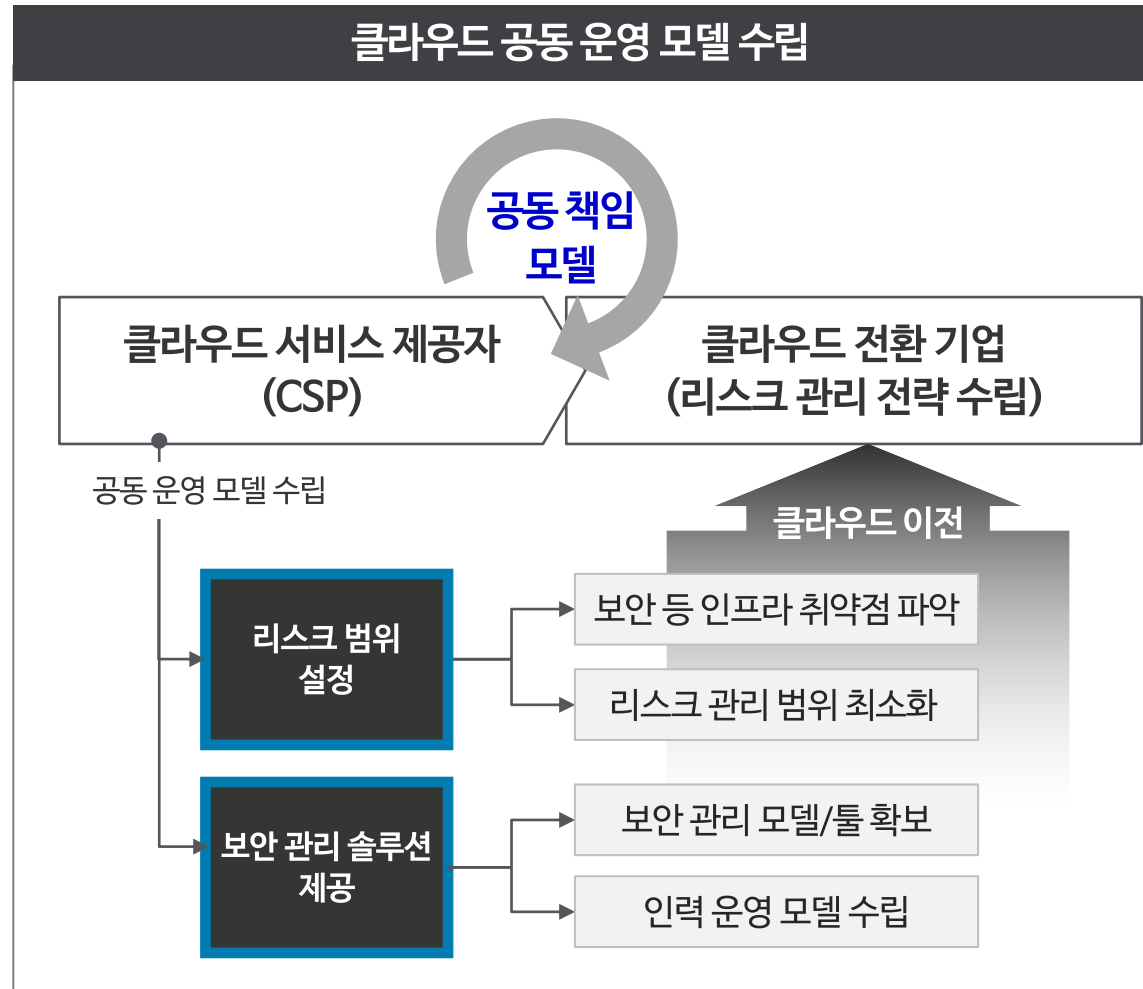 클라우드 공동 운영 모델 수립
공동 책임
모델
클라우드 서비스 제공자
(CSP)
클라우드 전환 기업
(리스크 관리 전략 수립)
공동 운영 모델 수립
클라우드 이전
리스크 범위
설정
보안 등 인프라 취약점 파악
리스크 관리 범위 최소화
보안 관리 솔루션
제공
보안 관리 모델/툴 확보
인력 운영 모델 수립